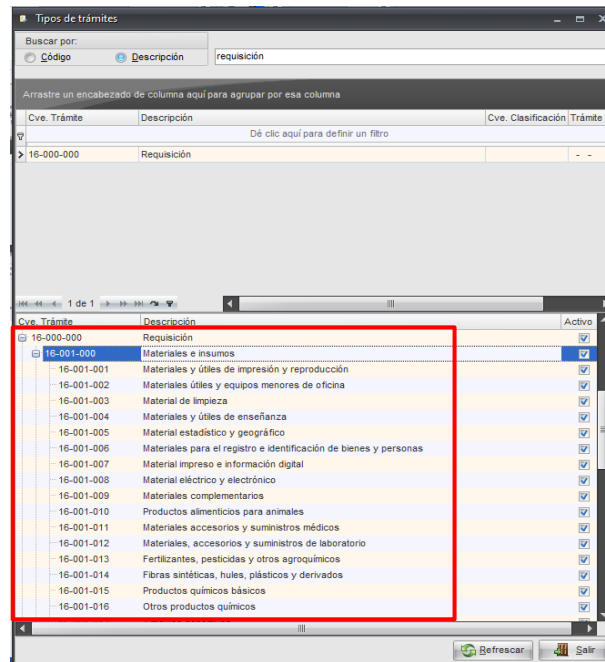 Tipos de trámites
Buscar por:
Código Descripción requisición
Arrastre un encabezado de columna aquí para agrupar por esa columna
Cve. Trámite Descripción Cve. Clasificación Trámite
Dé clic aquí para definir un filtro
16-000-000 Requisición - -
1 de 1
Cve. Trámite Descripción Activo
16-000-000 Requisición
16-001-000 Materiales e insumos
16-001-001 Materiales y útiles de impresión y reproducción
16-001-002 Materiales útiles y equipos menores de oficina
16-001-003 Material de limpieza
16-001-004 Materiales y útiles de enseñanza
16-001-005 Material estadístico y geográfico
16-001-006 Materiales para el registro e identificación de bienes y personas
16-001-007 Material impreso e información digital
16-001-008 Material eléctrico y electrónico
16-001-009 Materiales complementarios
16-001-010 Productos alimenticios para animales
16-001-011 Materiales accesorios y suministros médicos
16-001-012 Materiales, accesorios y suministros de laboratorio
16-001-013 Fertilizantes, pesticidas y otros agroquímicos
16-001-014 Fibras sintéticas, hules, plásticos y derivados
16-001-015 Productos químicos básicos
16-001-016 Otros productos químicos
Refrescar Salir